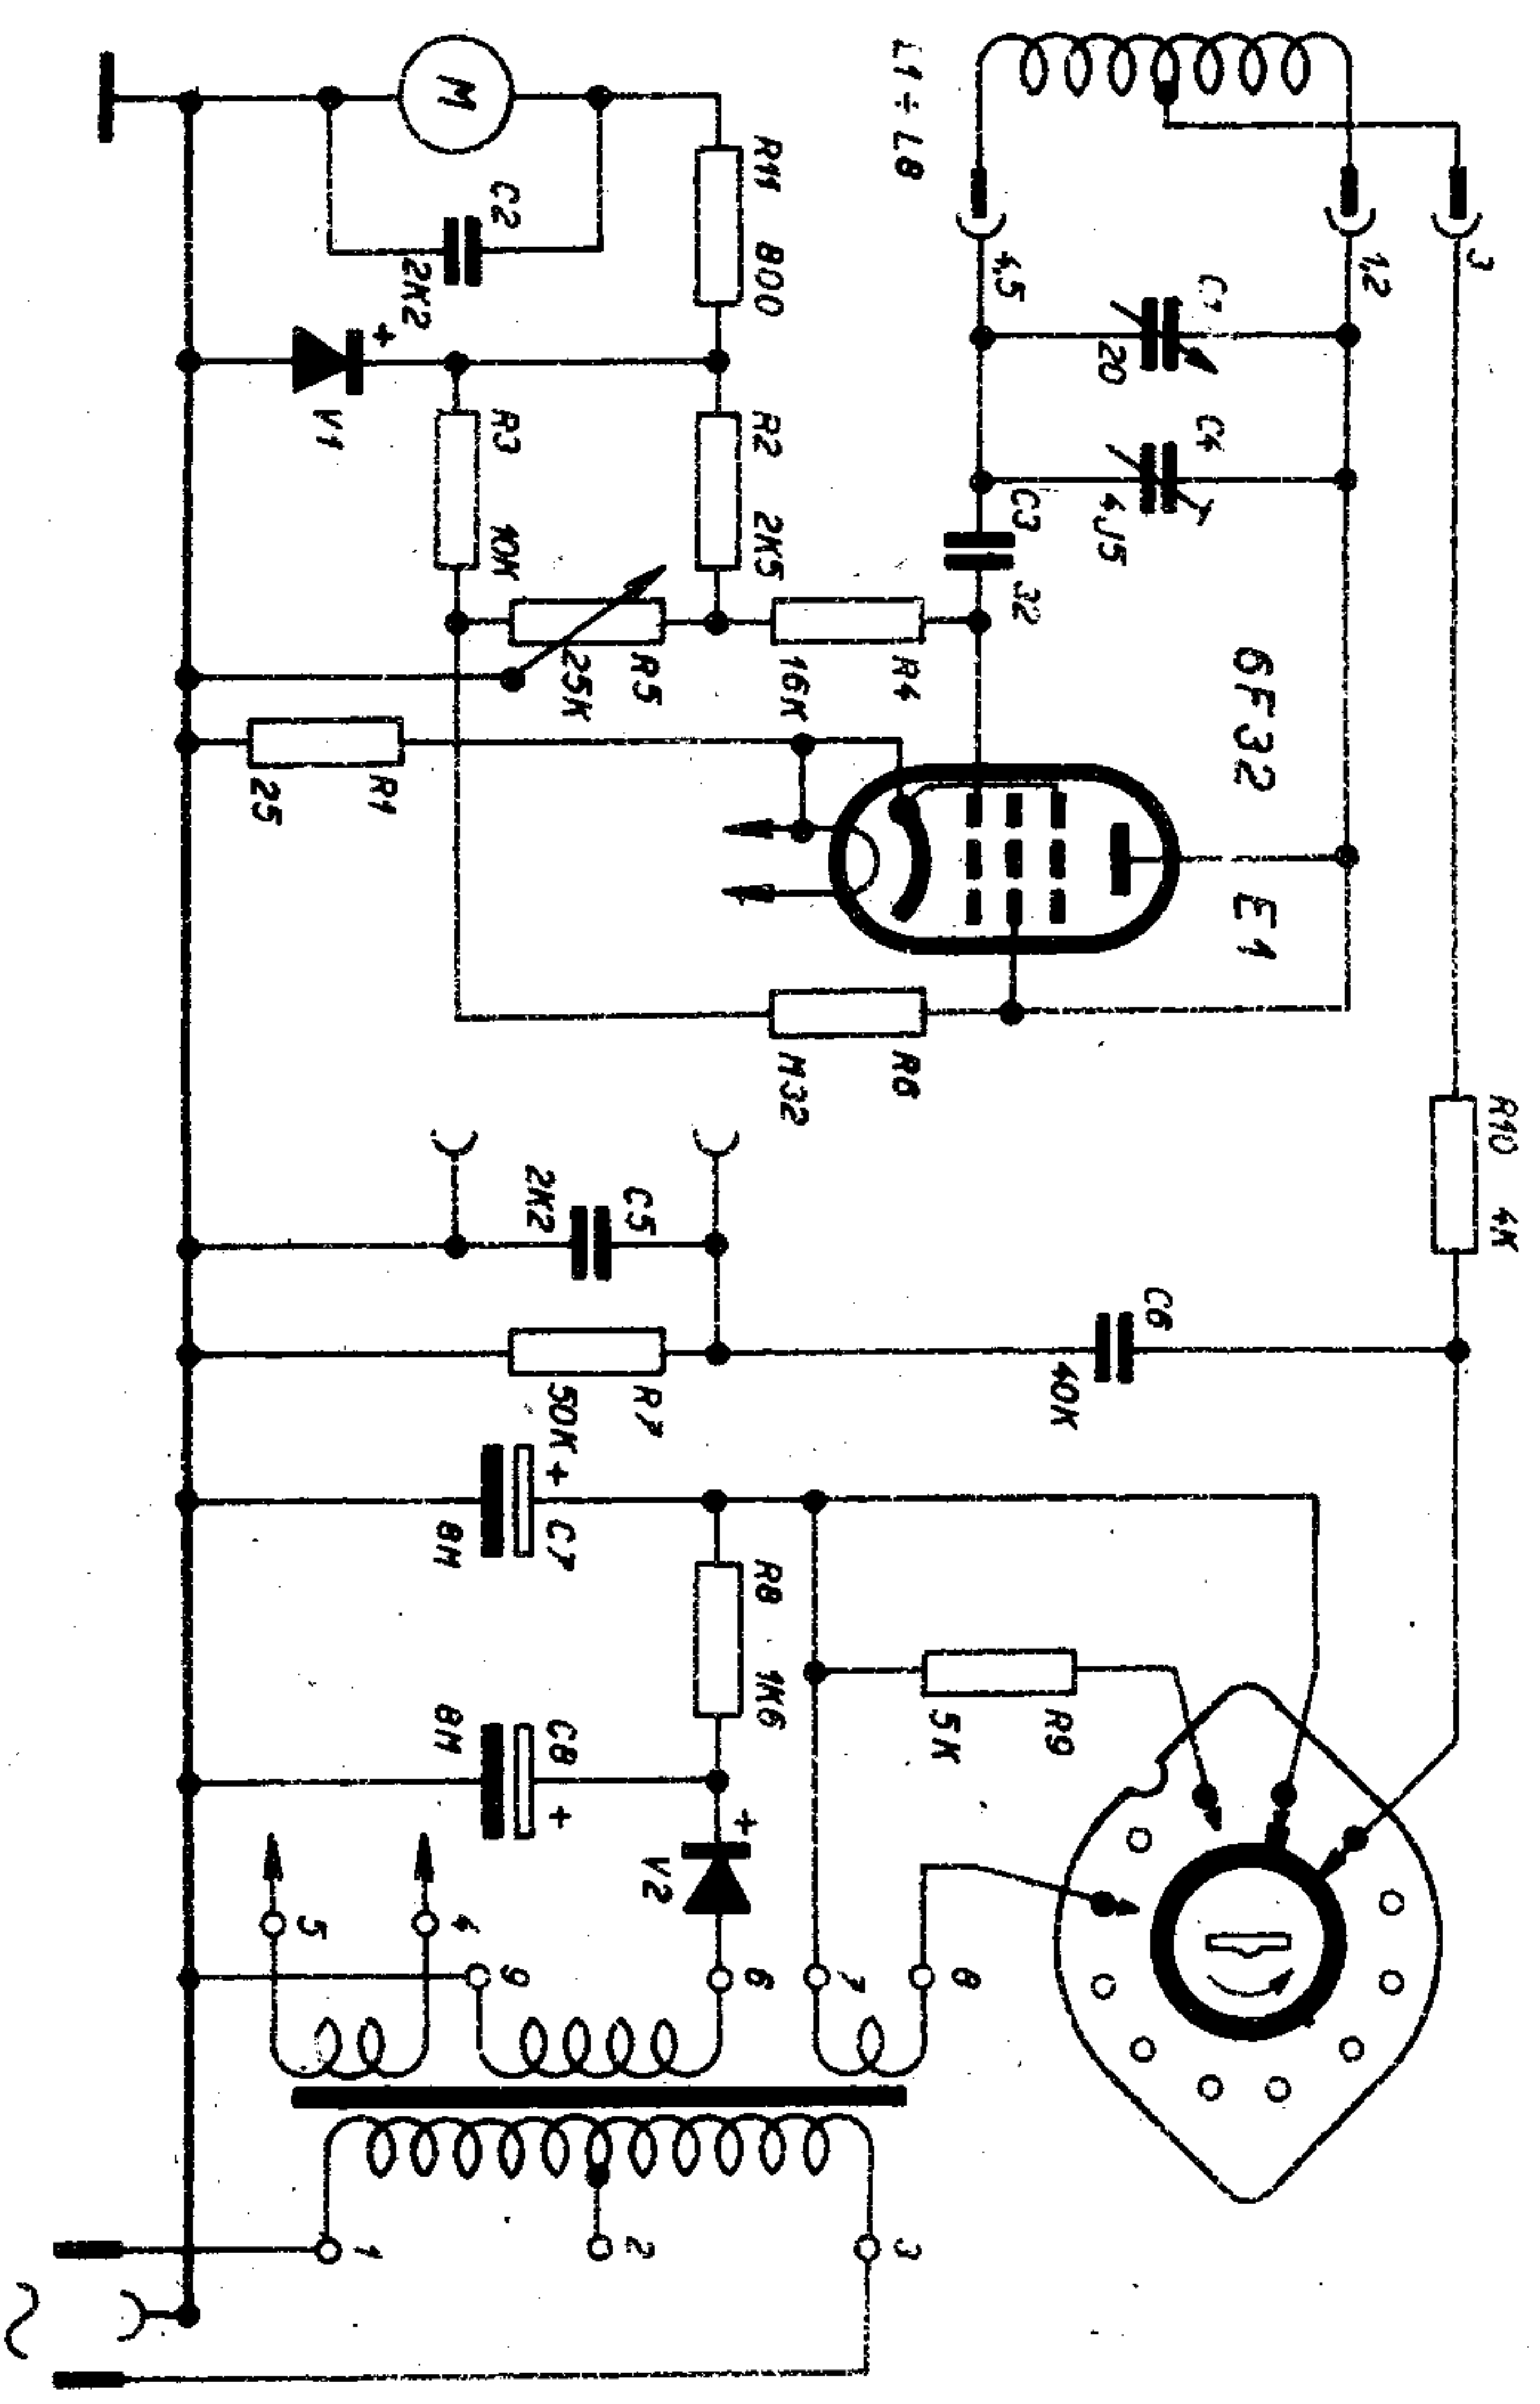 L1÷L8
3
1,2
4,5
C1
20
C4
4J5
C3
32
6F32
E1
M
C2
2K2
R11
800
V1
+
R3
10K
R2
2K5
R5
25K
R4
16K
R1
25
R6
M32
R10
4K
C5
2K2
C6
40K
R7
50K
+
C7
8M
R8
1K6
C8
8M
+
R9
5K
+
V2
5
4
9
6
7
8
1
2
3
~